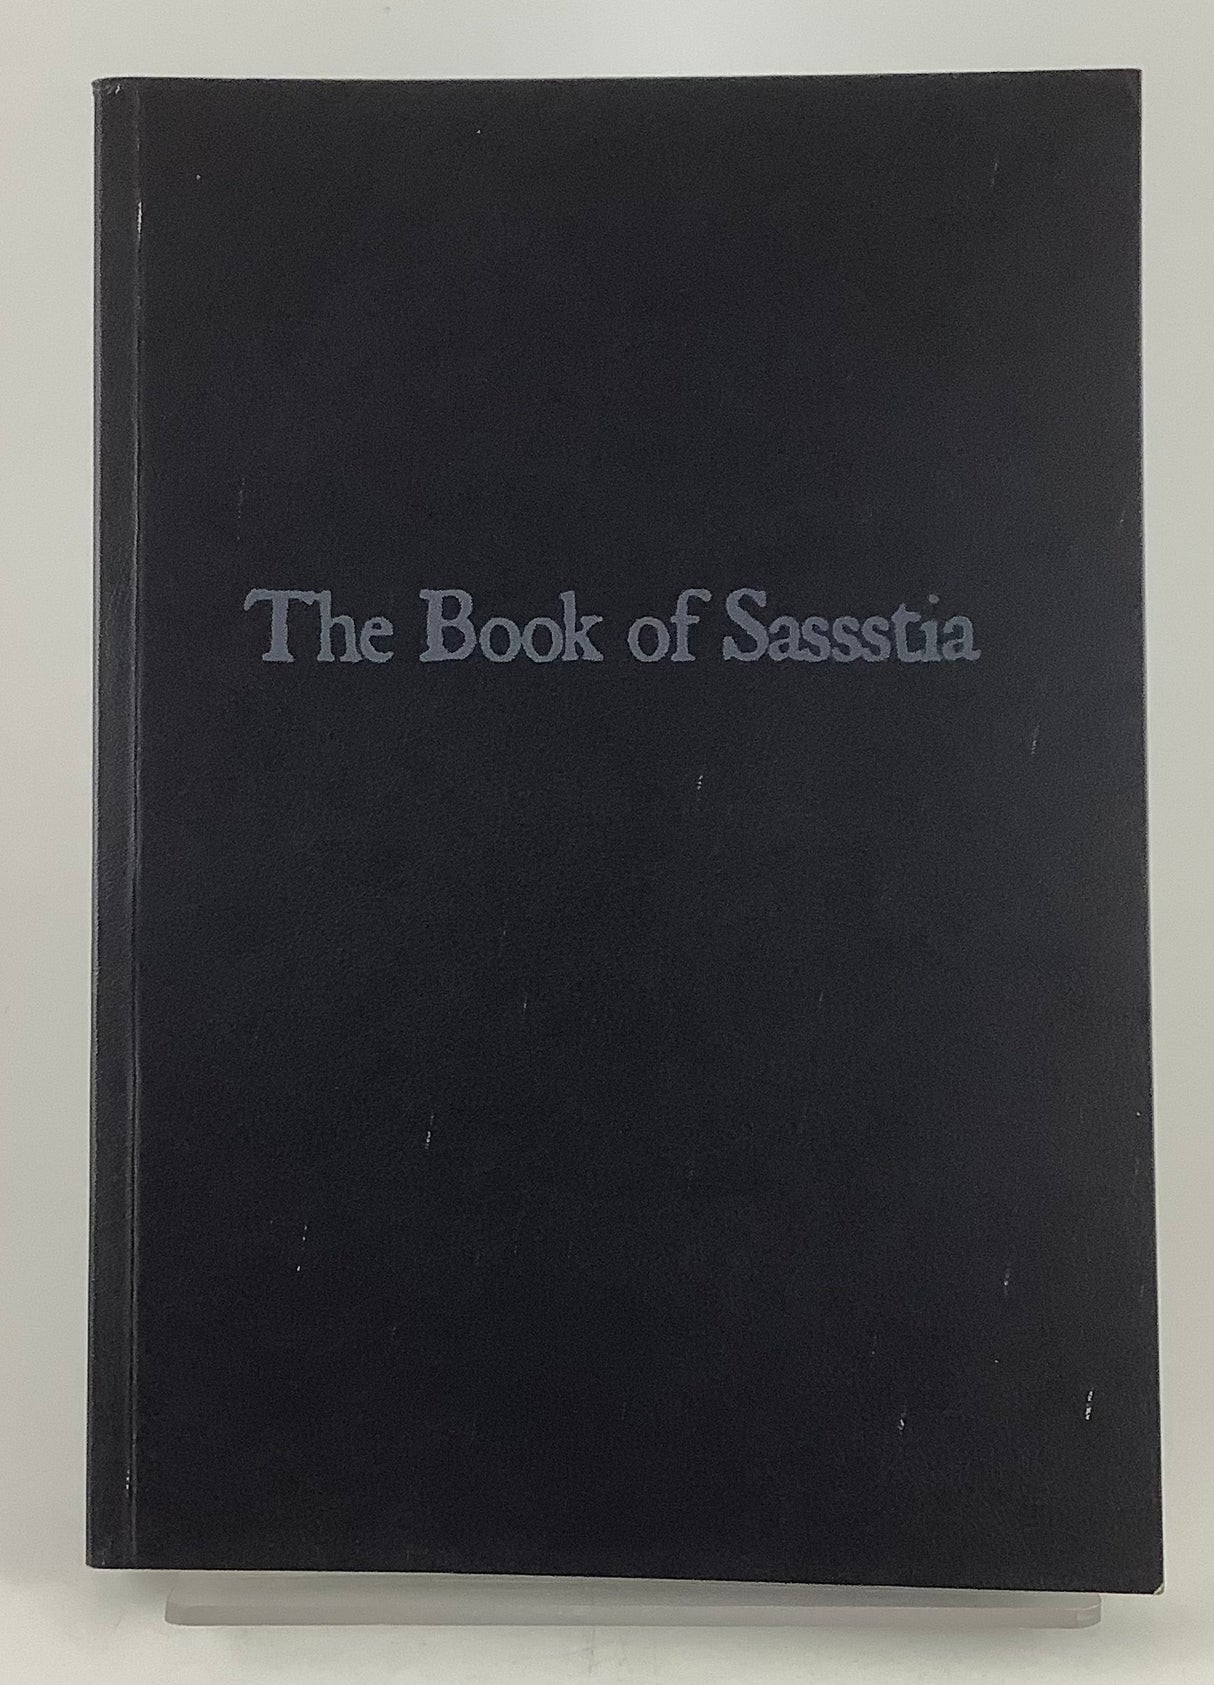 The Book of Sassstia